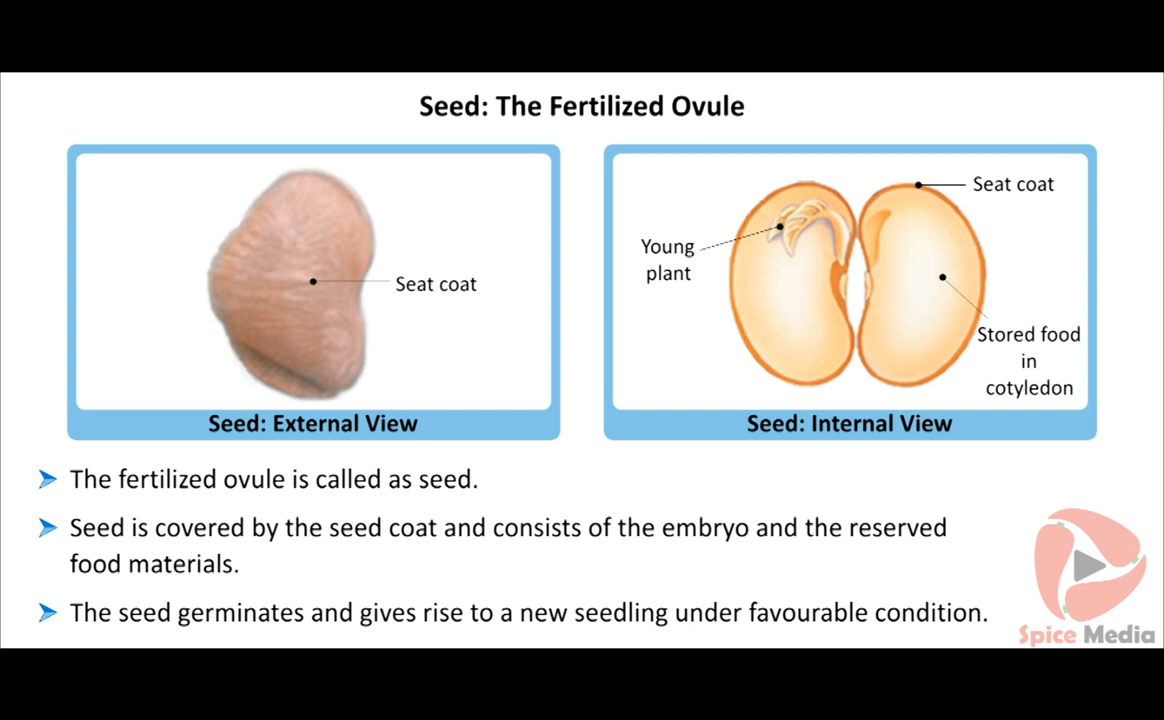 Seed: The Fertilized Ovule
Seat coat
Seed: External View
Young
plant
Seat coat
Stored food
in
cotyledon
Seed: Internal View
The fertilized ovule is called as seed.
Seed is covered by the seed coat and consists of the embryo and the reserved
food materials.
The seed germinates and gives rise to a new seedling under favourable condition.
Spice Media